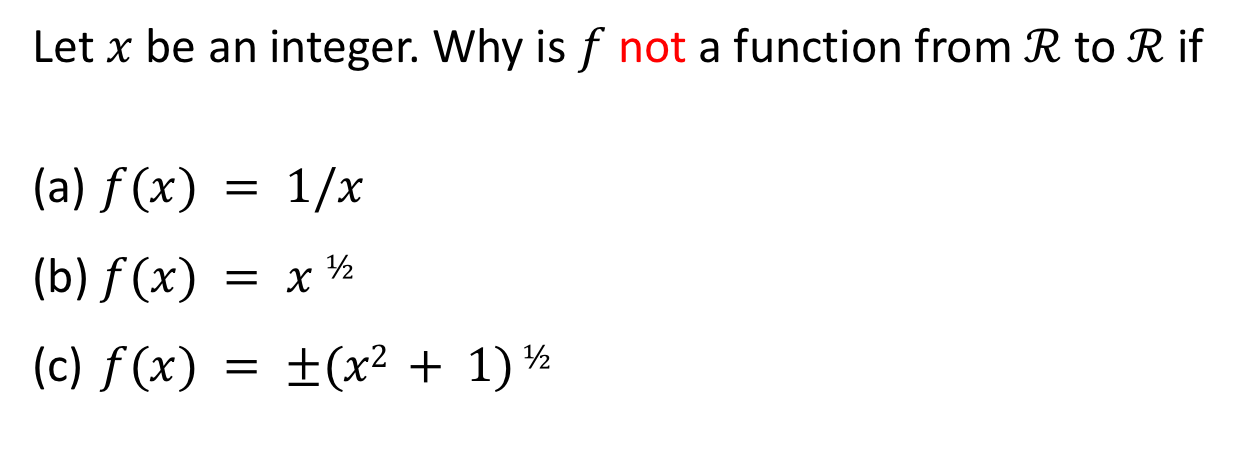 Let 𝑥 be an integer. Why is 𝑓 not a function from ℛ to ℛ if
(a) 𝑓(𝑥) = 1/𝑥
(b) 𝑓(𝑥) = 𝑥 ½
(c) 𝑓(𝑥) = ±(𝑥² + 1) ½